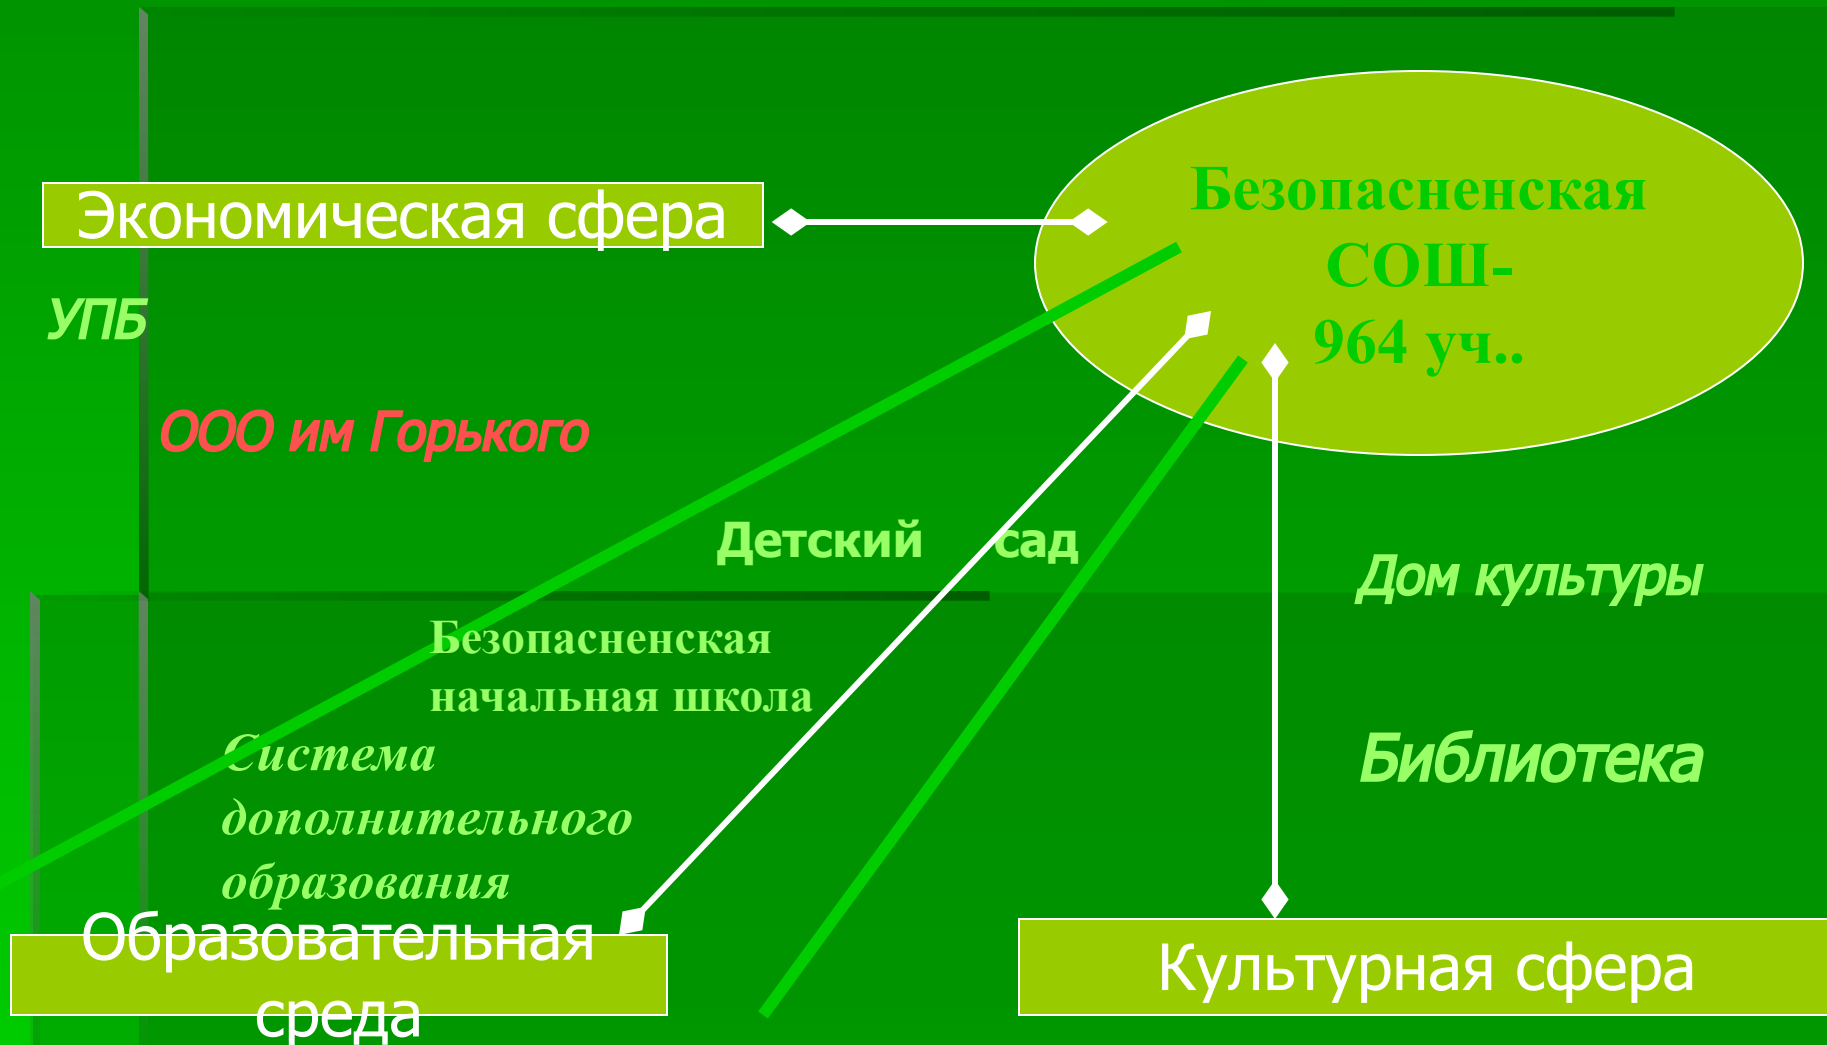 Экономическая сфера
Безопасненская
СОШ-
964 уч..
УПБ
ООО им Горького
Детский сад
Дом культуры
Безопасненская
начальная школа
Библиотека
Система
дополнительного
образования
Образовательная
среда
Культурная сфера